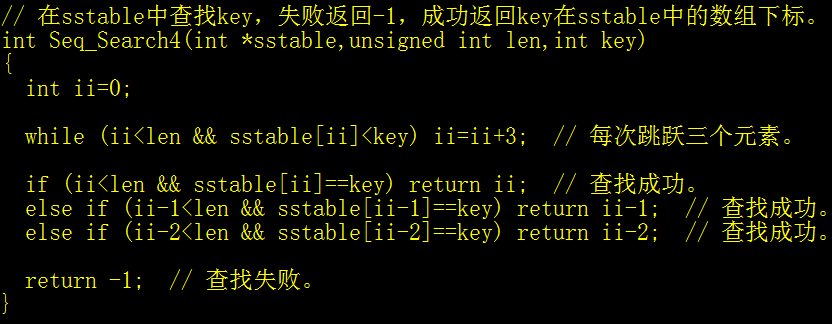 // 在sstable中查找key，失败返回-1，成功返回key在sstable中的数组下标。
int Seq_Search4(int *sstable,unsigned int len,int key)
{
  int ii=0;

  while (ii<len && sstable[ii]<key) ii=ii+3;  // 每次跳跃三个元素。

  if (ii<len && sstable[ii]==key) return ii;  // 查找成功。
  else if (ii-1<len && sstable[ii-1]==key) return ii-1;  // 查找成功。
  else if (ii-2<len && sstable[ii-2]==key) return ii-2;  // 查找成功。

  return -1;  // 查找失败。
}